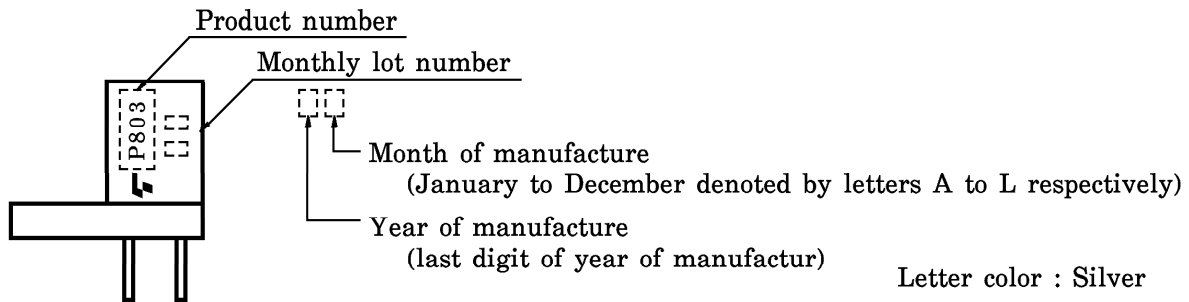 Product number
Monthly lot number
P803
Month of manufacture
(January to December denoted by letters A to L respectively)
Year of manufacture
(last digit of year of manufactur)
Letter color : Silver